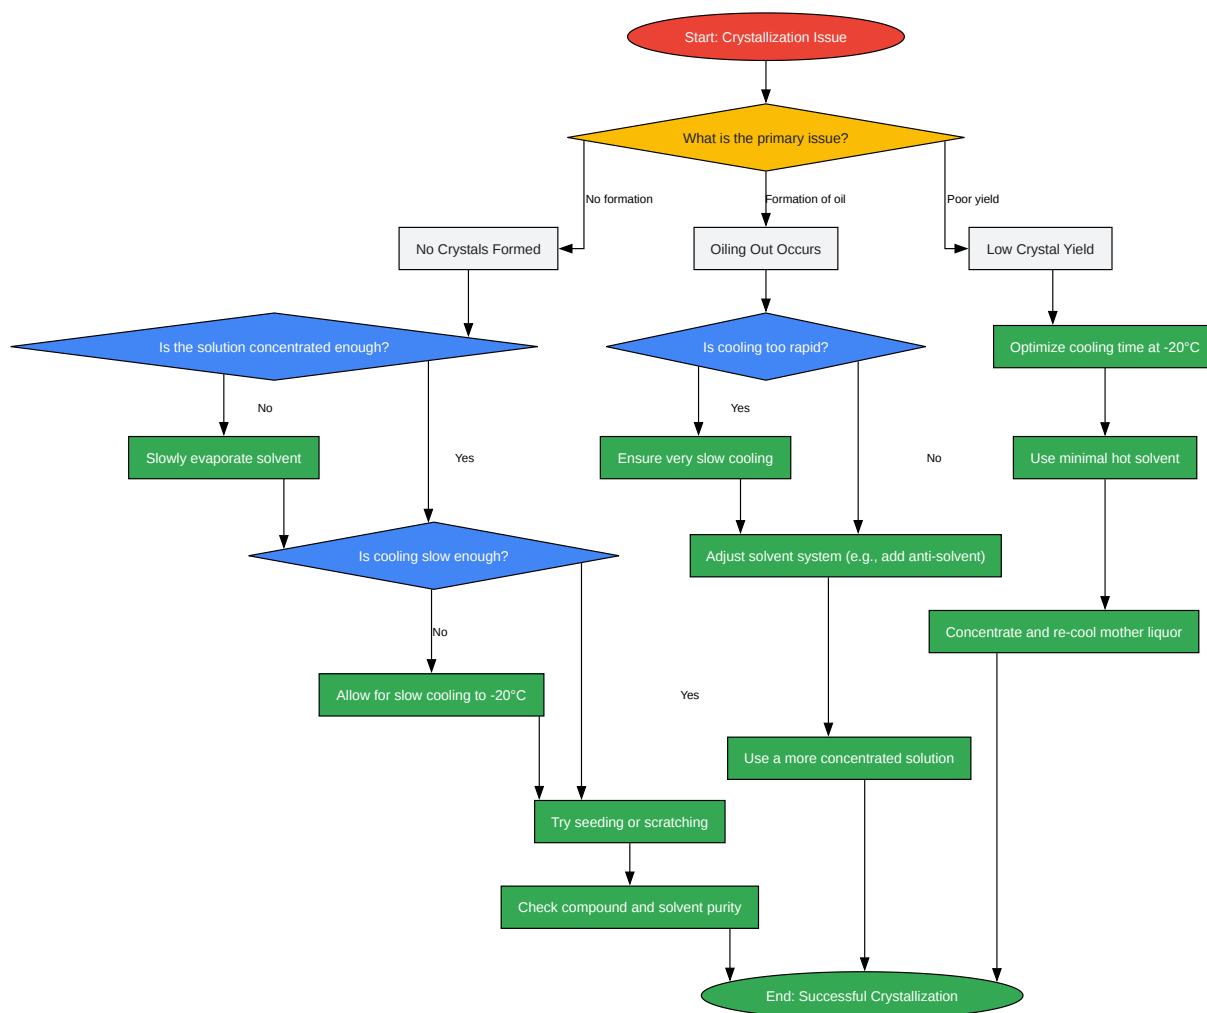 Start: Crystallization Issue
What is the primary issue?
No formation
Formation of oil
Poor yield
No Crystals Formed
Oiling Out Occurs
Low Crystal Yield
Is the solution concentrated enough?
Is cooling too rapid?
Optimize cooling time at -20°C
No
Yes
Slowly evaporate solvent
Yes
Ensure very slow cooling
No
Use minimal hot solvent
Is cooling slow enough?
Adjust solvent system (e.g., add anti-solvent)
No
Concentrate and re-cool mother liquor
Allow for slow cooling to -20°C
Yes
Use a more concentrated solution
Try seeding or scratching
Check compound and solvent purity
End: Successful Crystallization